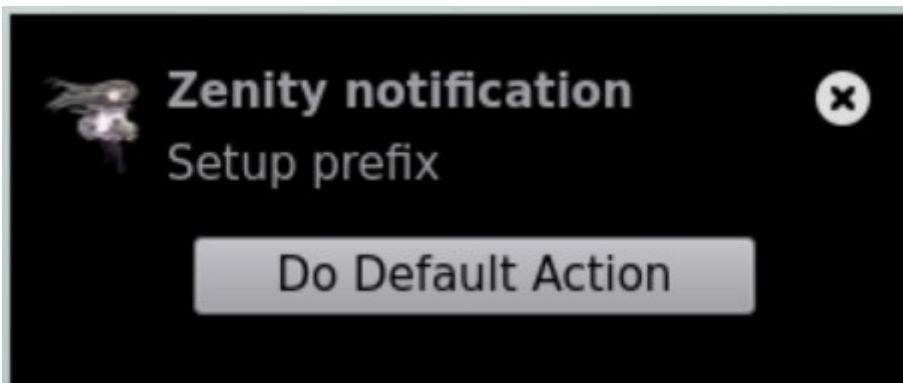 Zenity notification
Setup prefix
Do Default Action